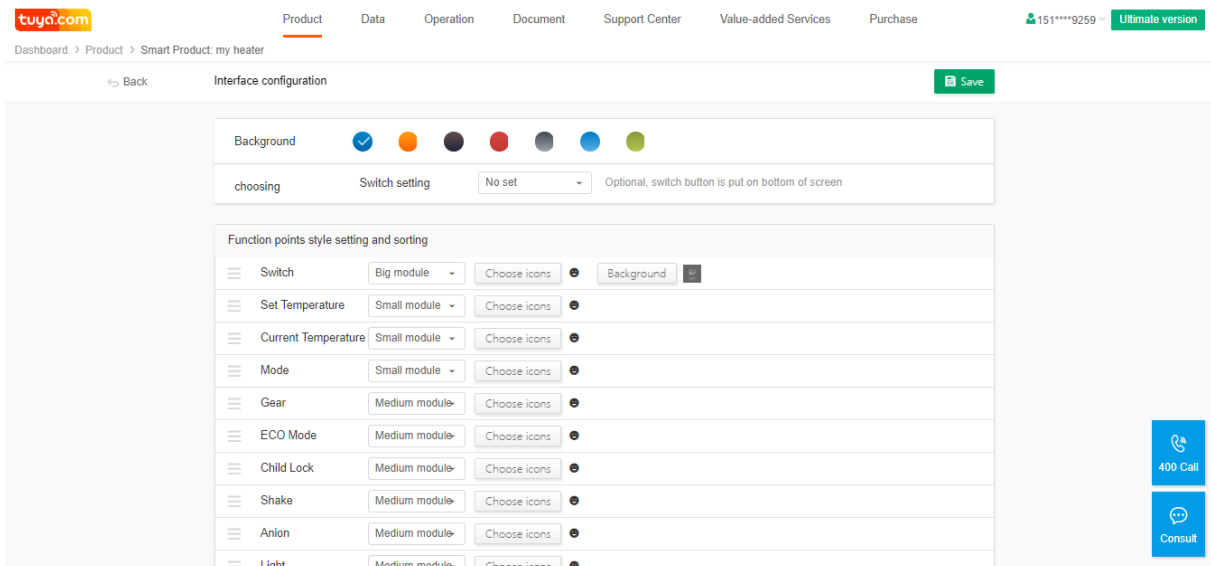 tuya.com
Product Data Operation Document Support Center Value-added Services Purchase 151****9259 Ultimate version
Dashboard > Product > Smart Product: my heater
Back Interface configuration Save
Background
choosing Switch setting No set Optional, switch button is put on bottom of screen
Function points style setting and sorting
Switch Big module Choose icons Background
Set Temperature Small module Choose icons
Current Temperature Small module Choose icons
Mode Small module Choose icons
Gear Medium module Choose icons
ECO Mode Medium module Choose icons
Child Lock Medium module Choose icons
Shake Medium module Choose icons
Anion Medium module Choose icons
Light Medium module Choose icons
400 Call
Consult